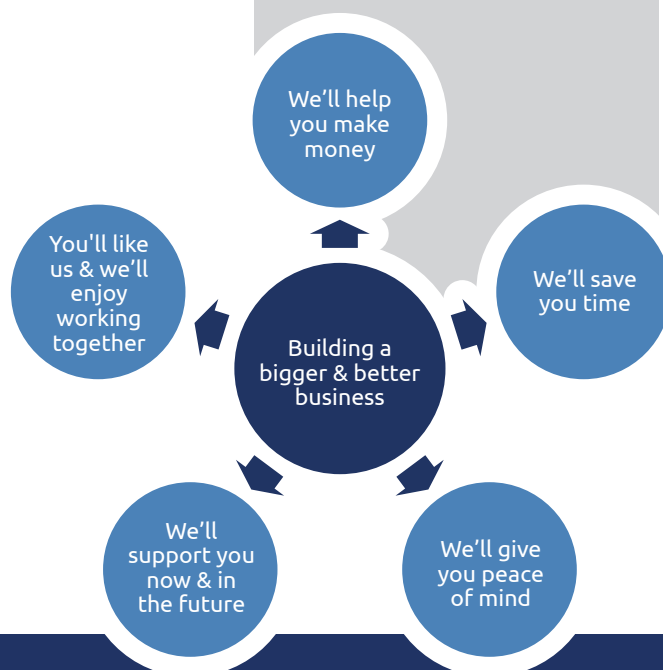 We’ll help
you make
money
You'll like
us & we’ll
enjoy
working
together
We’ll save
you time
Building a
bigger & better
business
We’ll
support you
now & in
the future
We’ll give
you peace
of mind